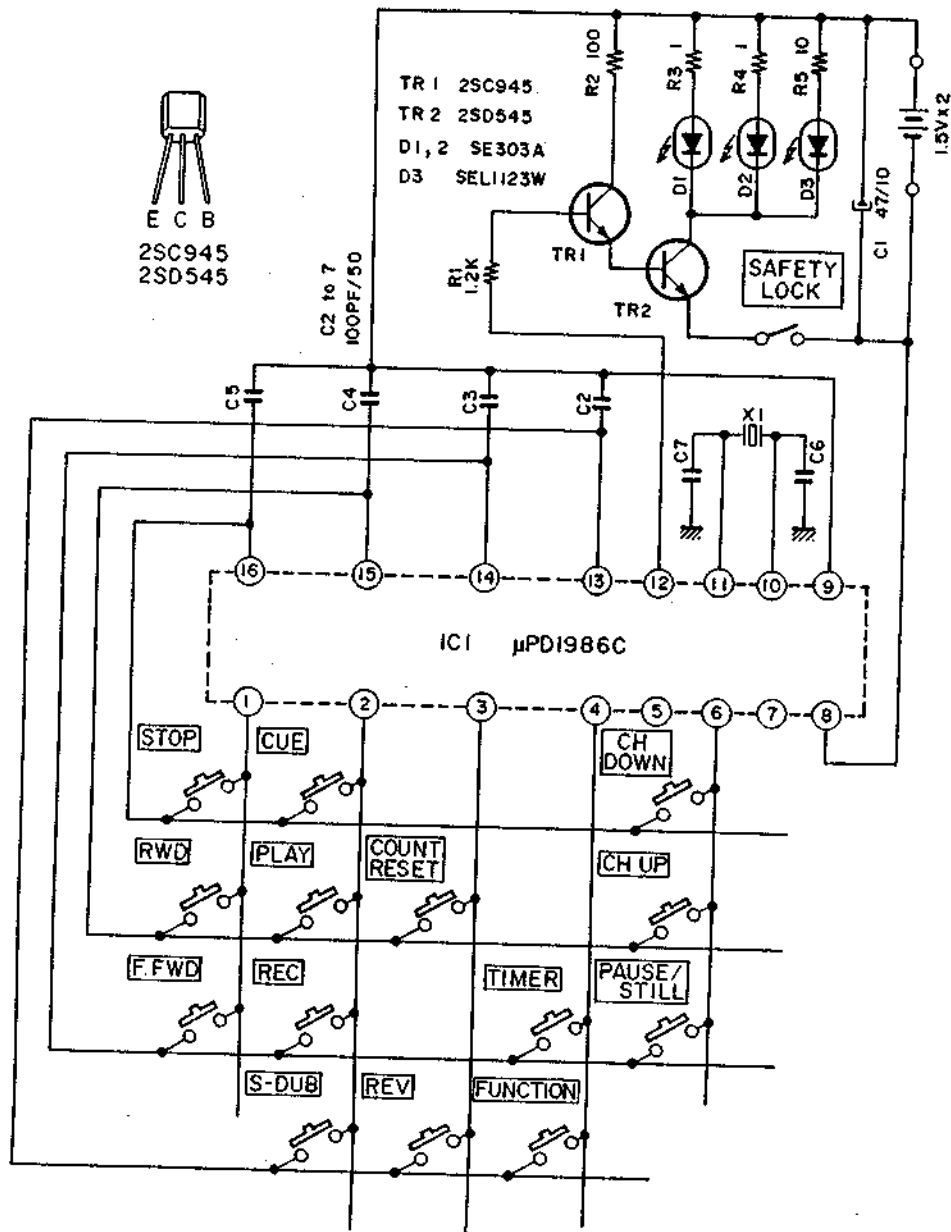 TR1 2SC945
TR2 2SD545
D1, 2 SE303A
D3 SEL1123W
R2 100
R3 1
R4 1
R5 10
D1
D2
D3
C1 47/10
1.5V x 2
E C B
2SC945
2SD545
C2 to 7
100PF/50
R1
1.2K
TR1
TR2
SAFETY
LOCK
C5
C4
C3
C2
C7
X1
C6
16 15 14 13 12 11 10 9
IC1 μPD1986C
1 2 3 4 5 6 7 8
STOP
CUE
CH
DOWN
RWD
PLAY
COUNT
RESET
CH UP
F.FWD
REC
TIMER
PAUSE/
STILL
S-DUB
REV
FUNCTION